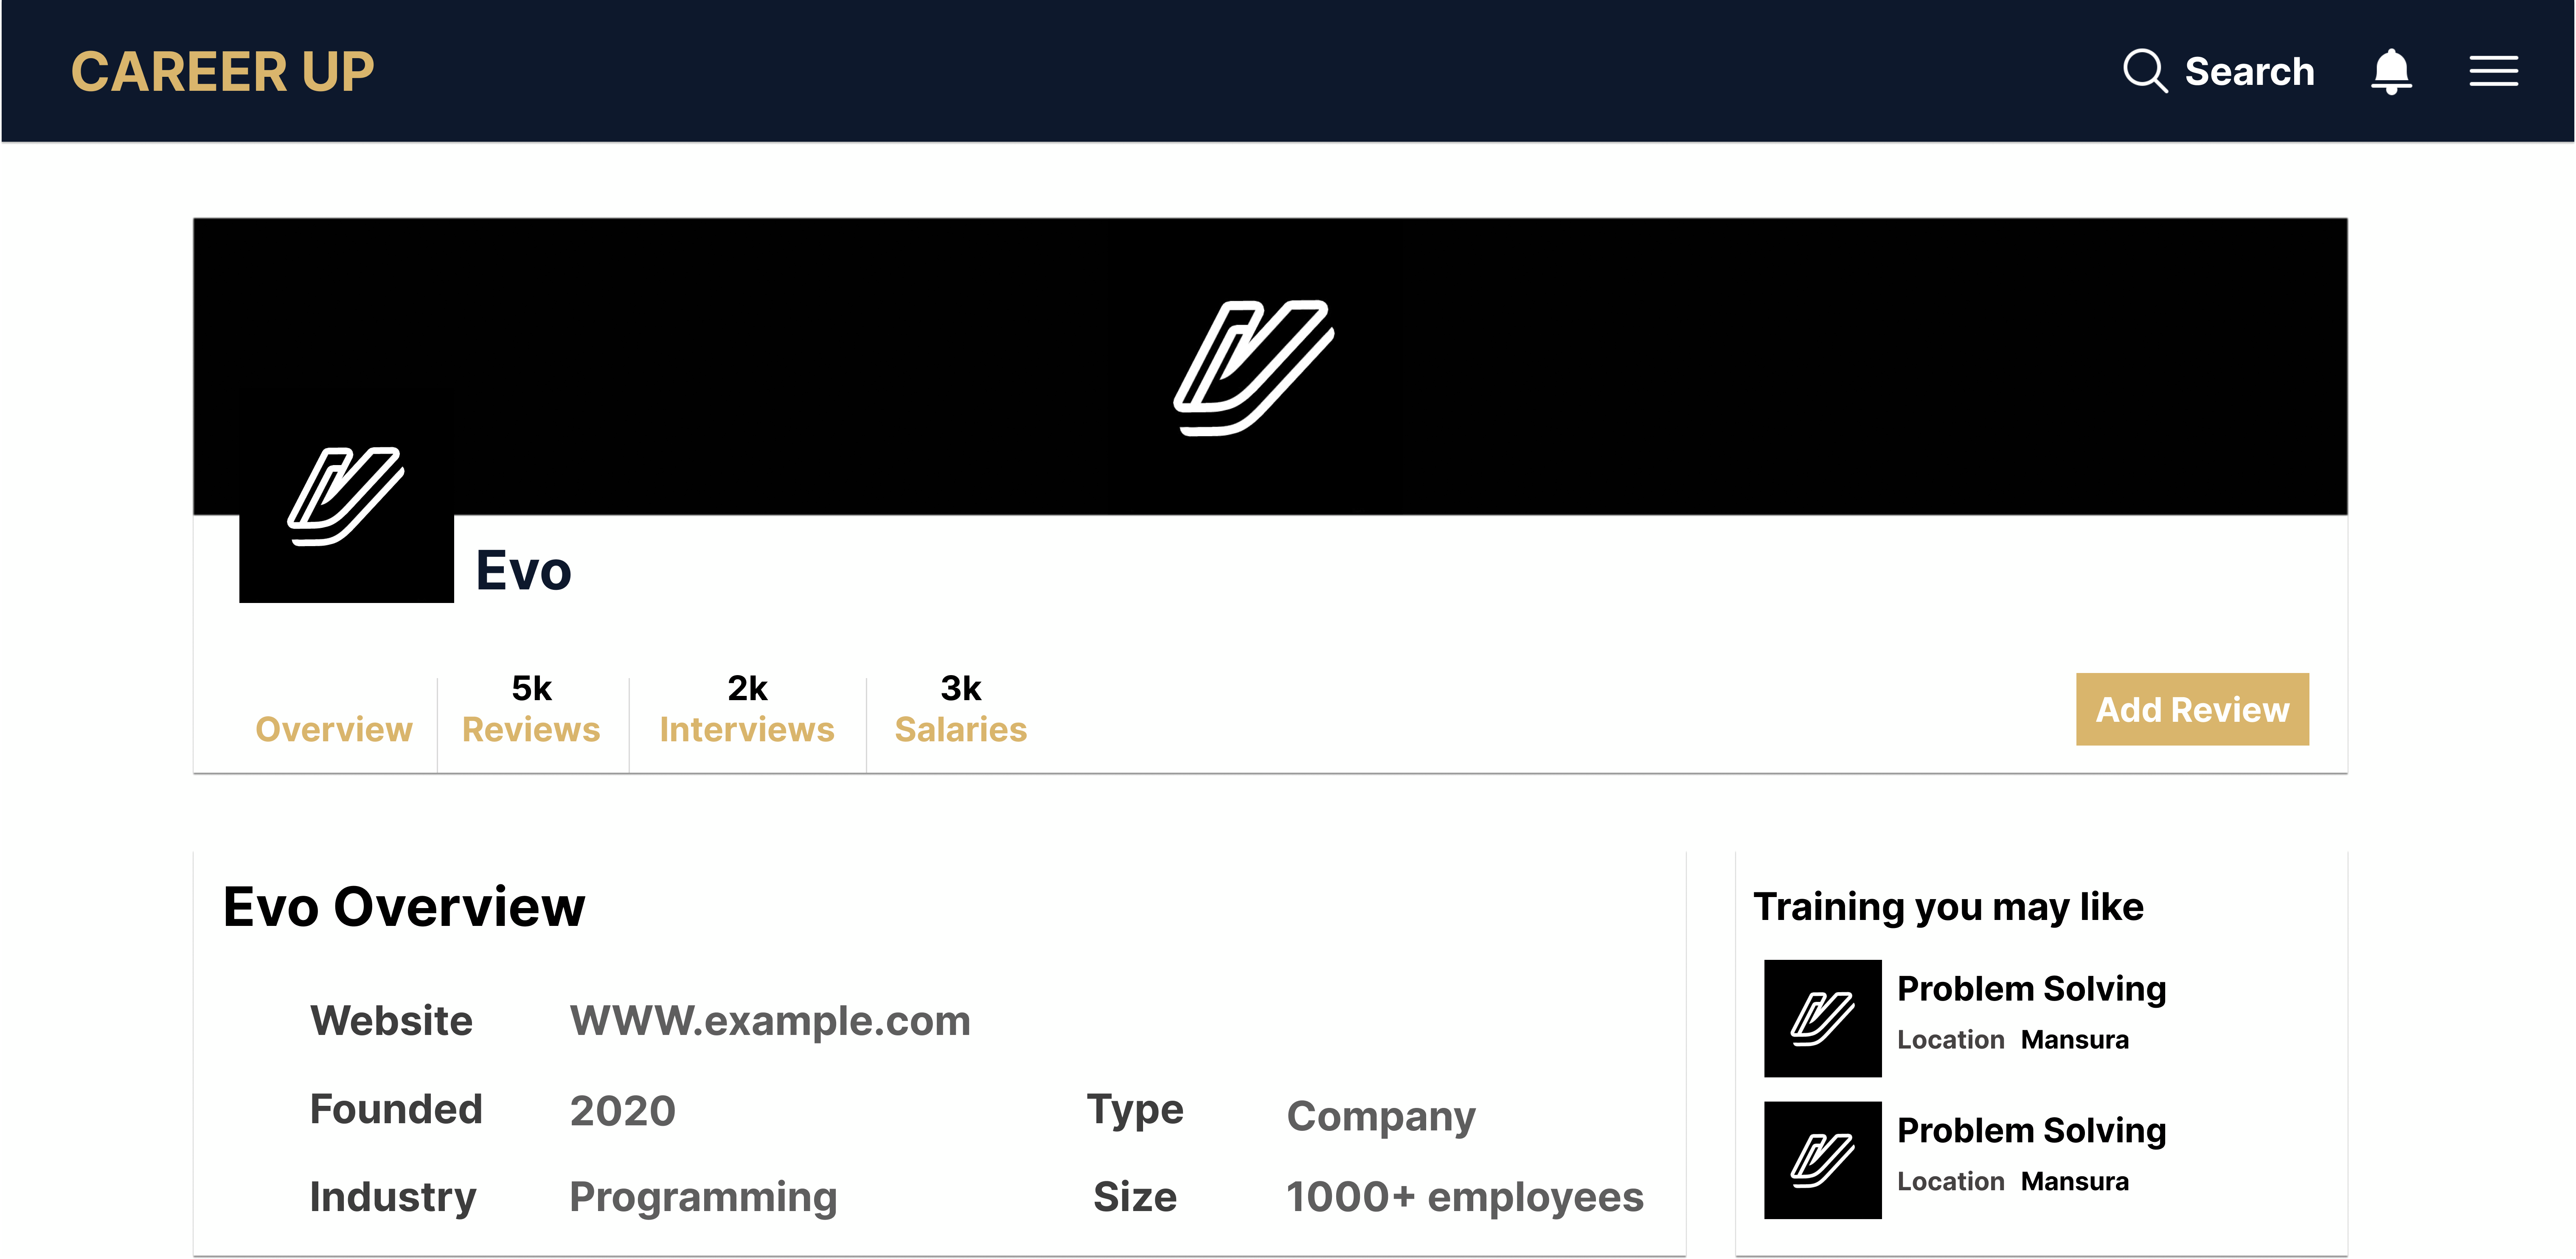 CAREER UP
Search
Evo
Overview
5k
Reviews
2k
Interviews
3k
Salaries
Add Review
Evo Overview
Website WWW.example.com
Founded 2020 Type Company
Industry Programming Size 1000+ employees
Training you may like
Problem Solving
Location Mansura
Problem Solving
Location Mansura